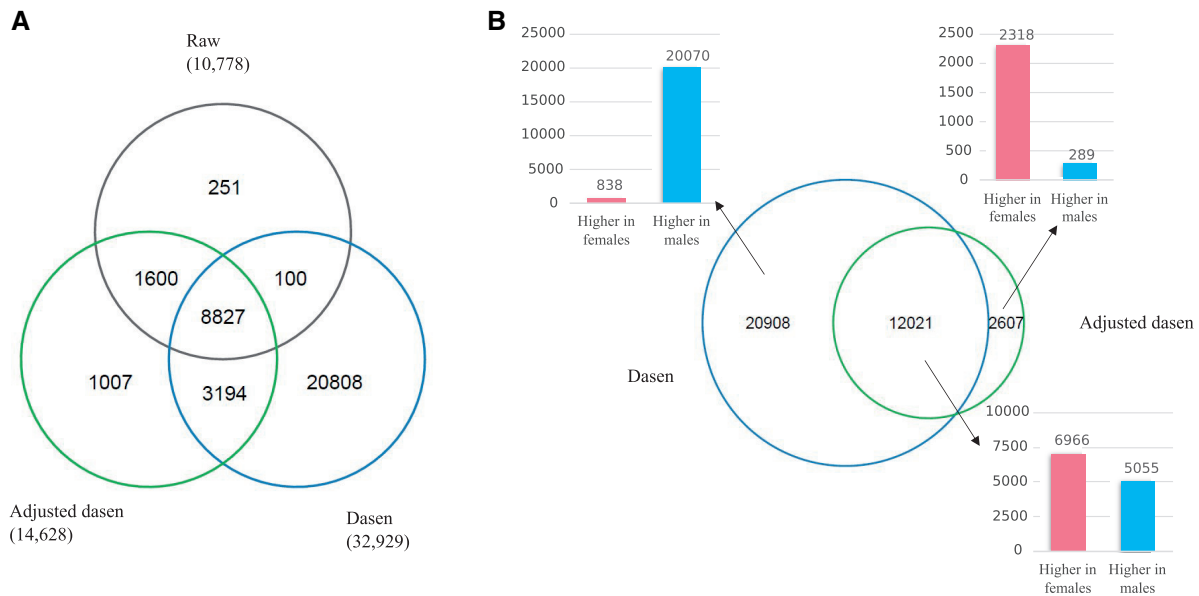 A
Raw
(10,778)
251
1600
100
8827
1007
3194
20808
Adjusted dasen
(14,628)
Dasen
(32,929)
B
25000
20000
15000
10000
5000
0
838
20070
Higher in
females
Higher in
males
2500
2000
1500
1000
500
0
2318
289
Higher in
females
Higher in
males
20908
12021
2607
Dasen
Adjusted dasen
10000
7500
5000
2500
0
6966
5055
Higher in
females
Higher in
males